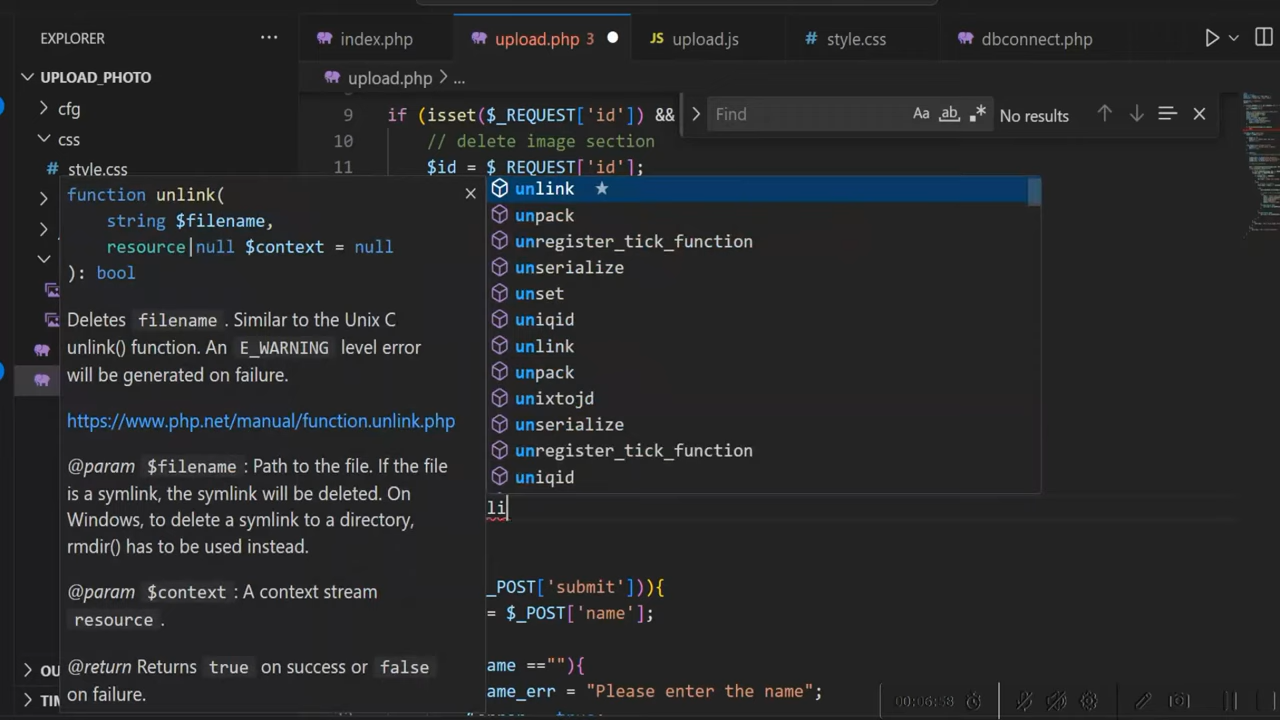 EXPLORER
index.php
upload.php 3
JS upload.js
# style.css
dbconnect.php
UPLOAD_PHOTO
upload.php > ...
cfg
css
# style.css
9 if (isset($_REQUEST['id']) &&
10 // delete image section
11 $id = $_REQUEST['id'];
Find
Aa ab
No results
function unlink(
string $filename,
resource|null $context = null
): bool
Deletes filename . Similar to the Unix C
unlink() function. An E_WARNING level error
will be generated on failure.
https://www.php.net/manual/function.unlink.php
@param $filename : Path to the file. If the file
is a symlink, the symlink will be deleted. On
Windows, to delete a symlink to a directory,
rmdir() has to be used instead.
@param $context : A context stream
resource .
@return Returns true on success or false
on failure.
unlink
unpack
unregister_tick_function
unserialize
unset
uniqid
unlink
unpack
unixtojd
unserialize
unregister_tick_function
uniqid
li
_POST['submit'])){
= $_POST['name'];
ame ==""){
ame_err = "Please enter the name";
OU
TIM
00:06:58